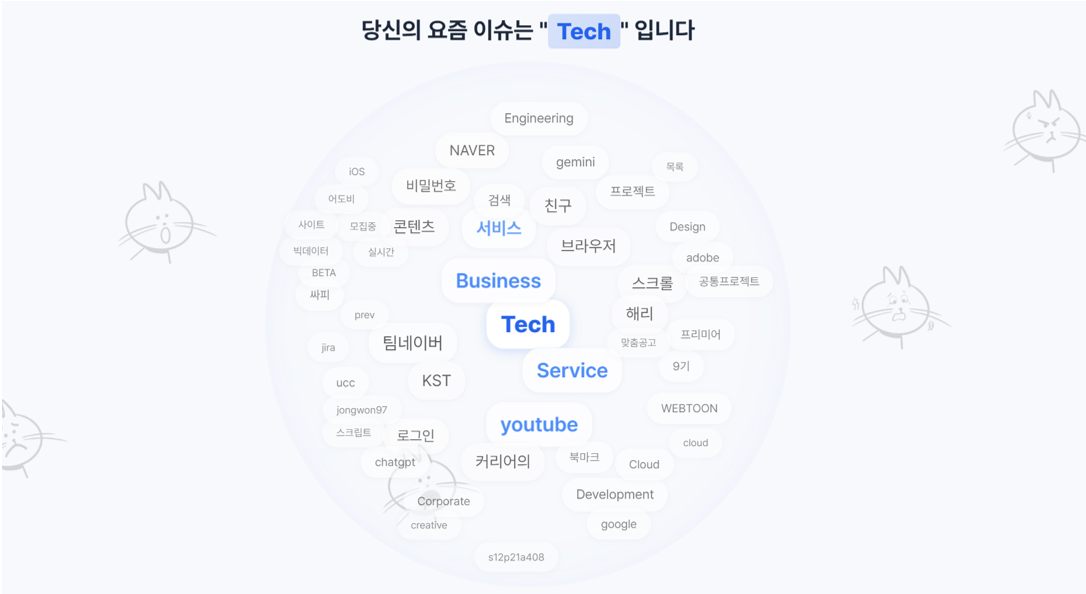 당신의 요즘 이슈는 "Tech" 입니다
Engineering
NAVER
gemini
목록
iOS
비밀번호
프로젝트
어도비
검색
친구
사이트
모집중
콘텐츠
서비스
Design
브라우저
빅데이터
실시간
adobe
BETA
Business
스크롤
공통프로젝트
싸피
prev
해리
Tech
프리미어
팀네이버
맞춤공고
jira
9기
Service
ucc
KST
jongwon97
WEBTOON
youtube
스크립트
로그인
cloud
chatgpt
커리어의
북마크
Cloud
Corporate
Development
creative
google
s12p21a408